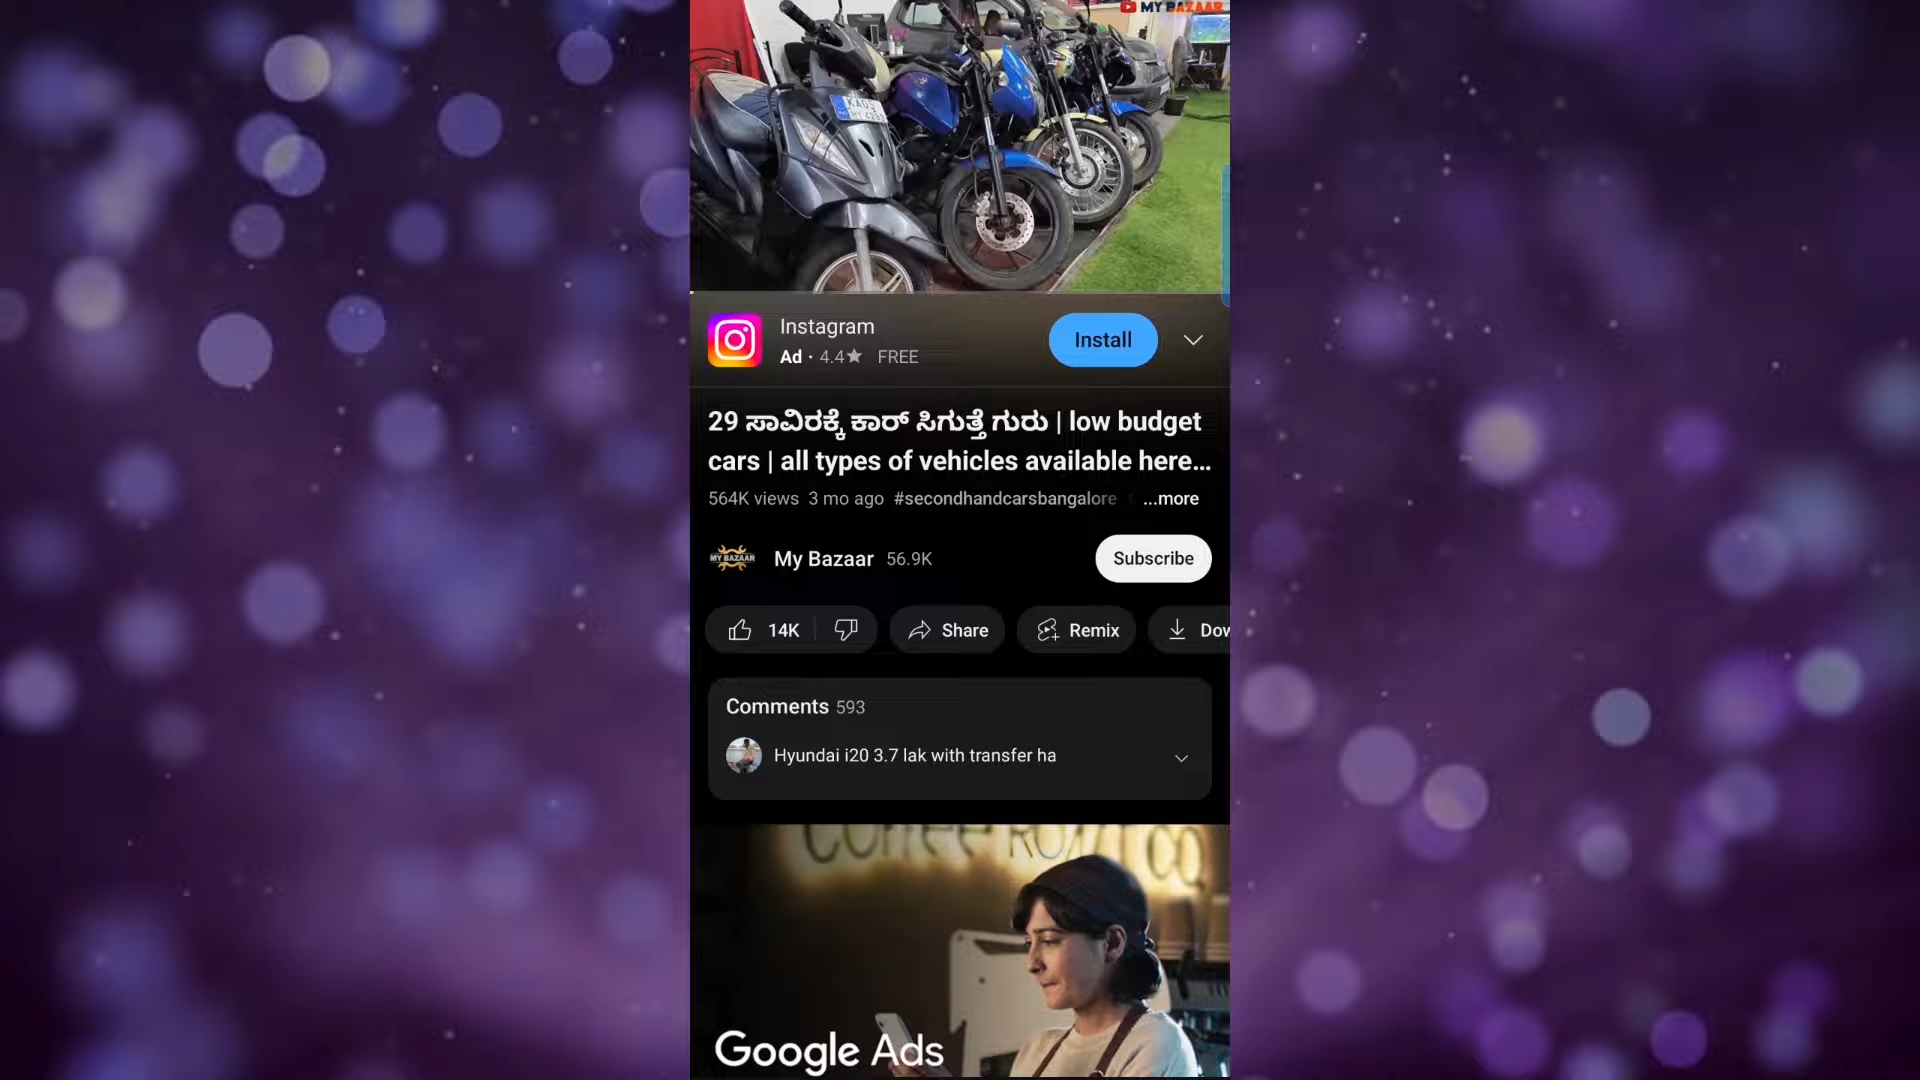 MY BAZAAR
KA05
Instagram
Ad · 4.4★ FREE
Install
29 ಸಾವಿರಕ್ಕೆ ಕಾರ್ ಸಿಗುತ್ತೆ ಗುರು | low budget
cars | all types of vehicles available here...
564K views 3 mo ago #secondhandcarsbangalore ...more
MY BAZAAR
My Bazaar 56.9K
Subscribe
14K
Share
Remix
Dow
Comments 593
Hyundai i20 3.7 lak with transfer ha
Google Ads